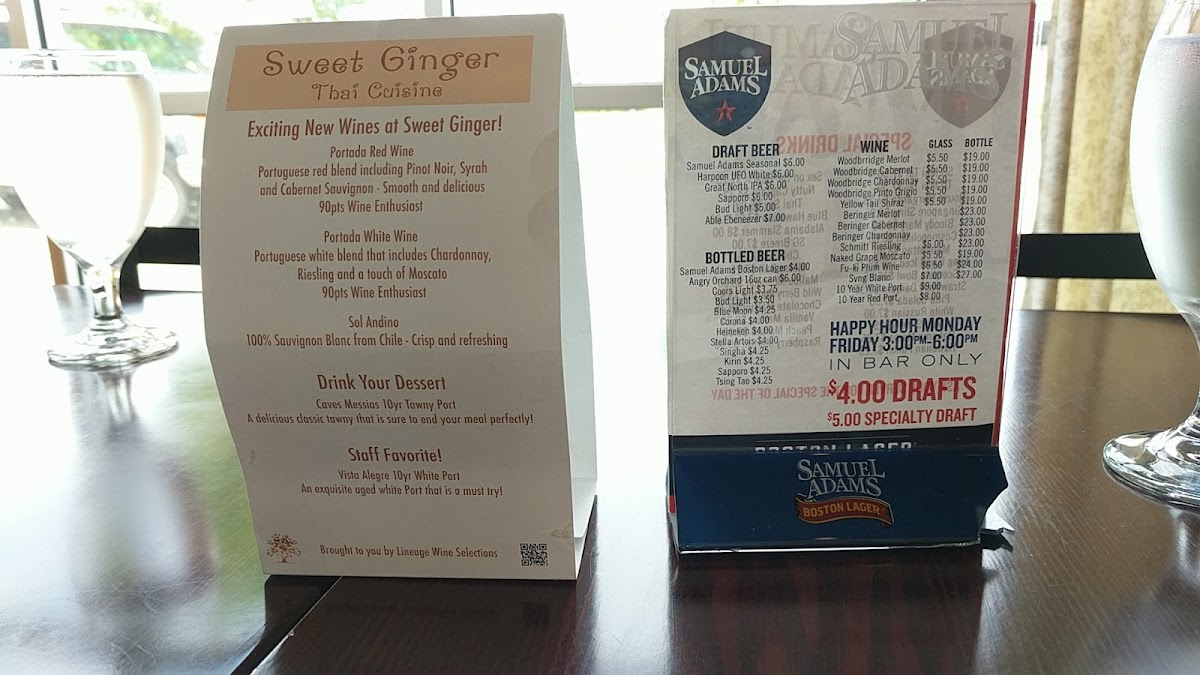 Sweet Ginger
Thai Cuisine
Exciting New Wines at Sweet Ginger!
Portada Red Wine
Portuguese red blend including Pinot Noir, Syrah
and Cabernet Sauvignon - Smooth and delicious
90pts Wine Enthusiast
Portada White Wine
Portuguese white blend that includes Chardonnay,
Riesling and a touch of Moscato
90pts Wine Enthusiast
Sol Andino
100% Sauvignon Blanc from Chile - Crisp and refreshing
Drink Your Dessert
Caves Messias 10yr Tawny Port
A delicious classic tawny that is sure to end your meal perfectly!
Staff Favorite!
Vista Alegre 10yr White Port
An exquisite aged white Port that is a must try!
Brought to you by Lineage Wine Selections
SAMUEL
ADAMS
DRAFT BEER
Samuel Adams Seasonal $6.00
Harpoon UFO White $6.00
Great North IPA $6.00
Sapporo $6.00
Bud Light $5.00
Able Ebeneezer $7.00
BOTTLED BEER
Samuel Adams Boston Lager $4.00
Angry Orchard 16oz can $6.00
Coors Light $3.75
Bud Light $3.50
Blue Moon $4.25
Corona $4.00
Heineken $4.00
Stella Artois $4.00
Singha $4.25
Kirin $4.25
Sapporo $4.25
Tsing Tao $4.25
WINE GLASS BOTTLE
Woodbridge Merlot $5.50 $19.00
Woodbridge Cabernet $5.50 $19.00
Woodbridge Chardonnay $5.50 $19.00
Woodbridge Pinto Grigio $5.50 $19.00
Yellow Tail Shiraz $5.50 $19.00
Beringer Merlot $23.00
Beringer Cabernet $23.00
Beringer Chardonnay $23.00
Schmitt Riesling $6.00 $23.00
Naked Grape Moscato $5.50 $19.00
Fu-ki Plum Wine $6.50 $24.00
Svng Blanc $7.00 $27.00
10 Year White Port $9.00
10 Year Red Port $8.00
HAPPY HOUR MONDAY
FRIDAY 3:00PM-6:00PM
IN BAR ONLY
$4.00 DRAFTS
$5.00 SPECIALTY DRAFT
BOSTON LAGER
SAMUEL
ADAMS
BOSTON LAGER